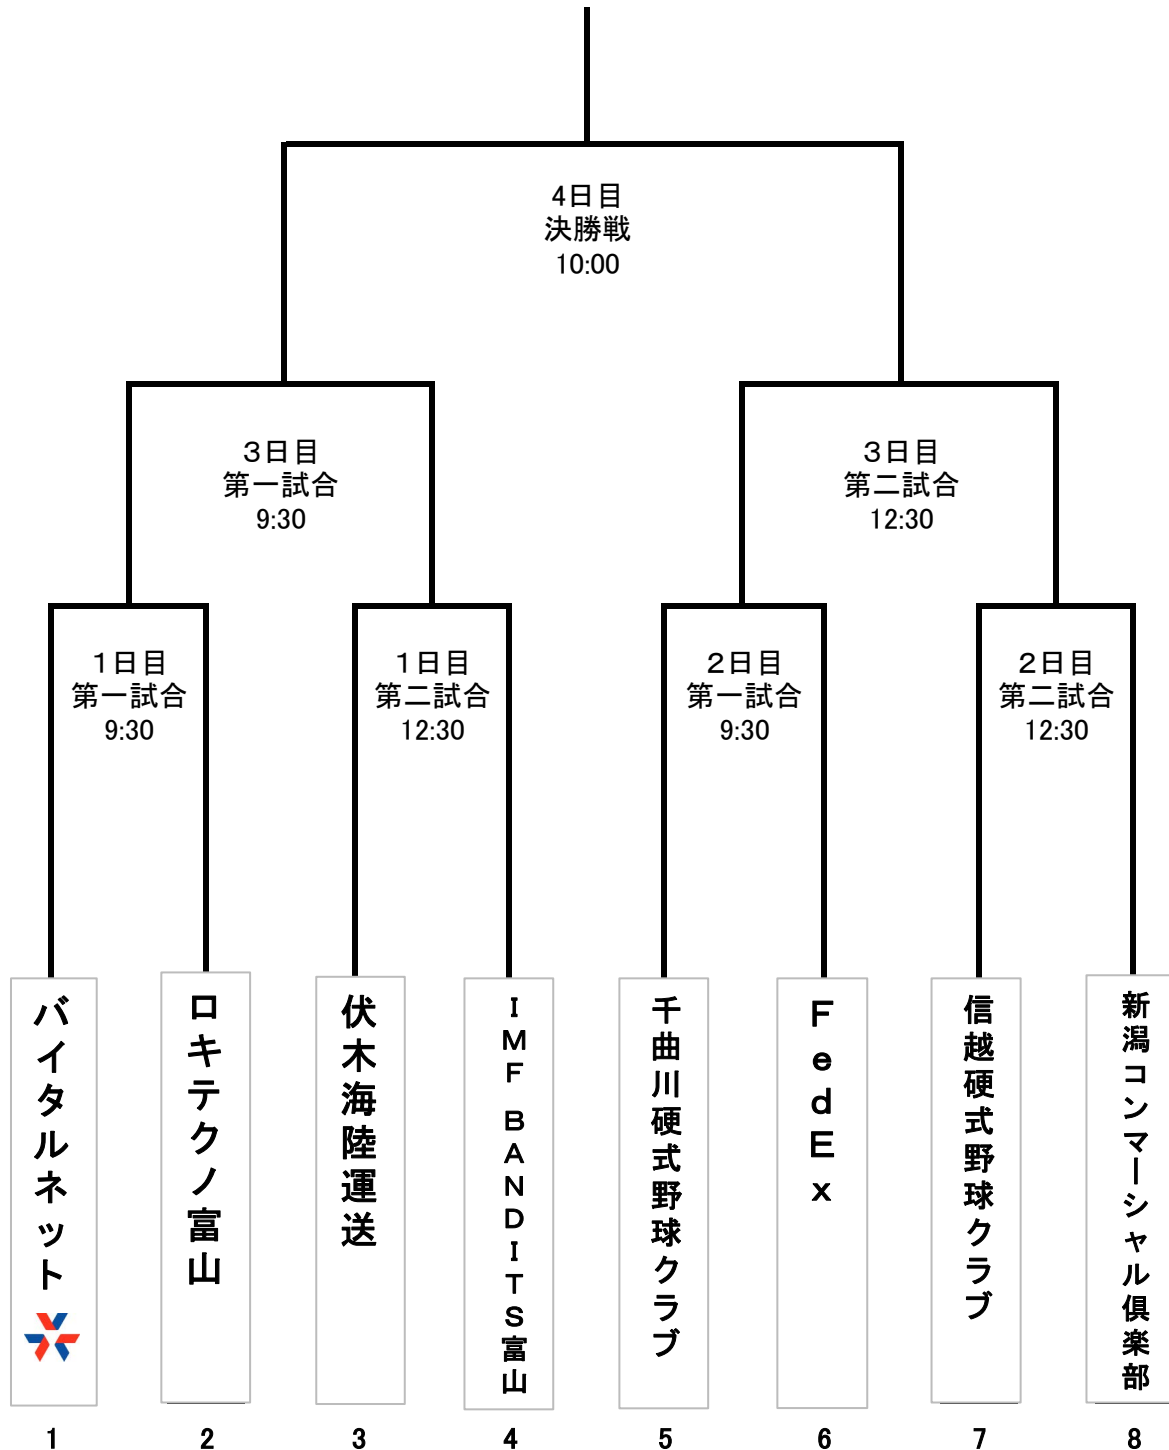 4日目
決勝戦
10:00
3日目
第一試合
9:30
3日目
第二試合
12:30
1日目
第一試合
9:30
1日目
第二試合
12:30
2日目
第一試合
9:30
2日目
第二試合
12:30
バイタルネット
ロキテクノ富山
伏木海陸運送
IMF BANDITS富山
千曲川硬式野球クラブ
FedEx
信越硬式野球クラブ
新潟コンマーシャル倶楽部
1
2
3
4
5
6
7
8